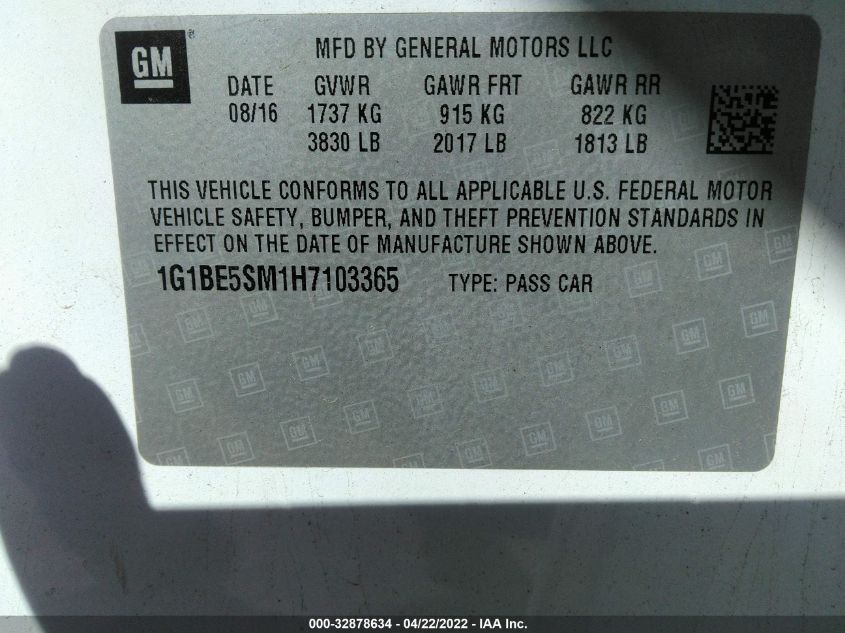 GM
MFD BY GENERAL MOTORS LLC
DATE GVWR GAWR FRT GAWR RR
08/16 1737 KG 915 KG 822 KG
3830 LB 2017 LB 1813 LB
THIS VEHICLE CONFORMS TO ALL APPLICABLE U.S. FEDERAL MOTOR
VEHICLE SAFETY, BUMPER, AND THEFT PREVENTION STANDARDS IN
EFFECT ON THE DATE OF MANUFACTURE SHOWN ABOVE.
1G1BE5SM1H7103365 TYPE: PASS CAR
000-32878634 - 04/22/2022 - IAA Inc.